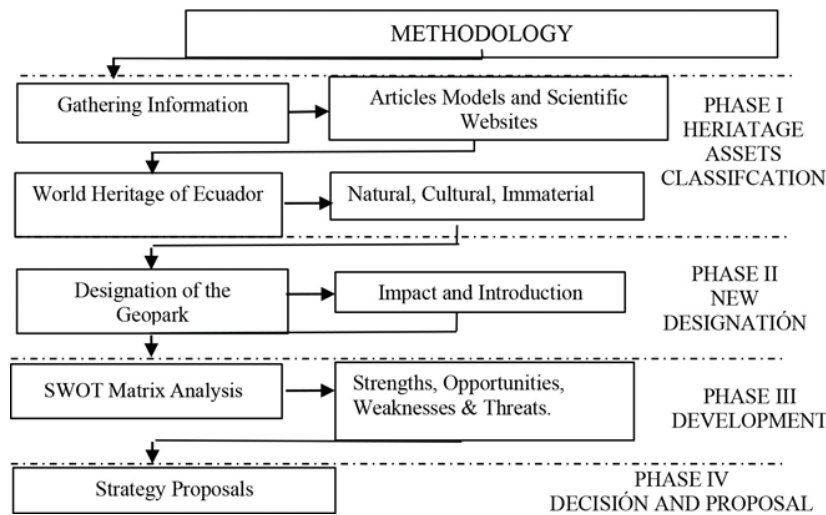 METHODOLOGY
Gathering Information
Articles Models and Scientific
Websites
PHASE I
HERIATAGE
ASSETS
CLASSIFCATION
World Heritage of Ecuador
Natural, Cultural, Immaterial
Designation of the
Geopark
Impact and Introduction
PHASE II
NEW
DESIGNATIÓN
SWOT Matrix Analysis
Strengths, Opportunities,
Weaknesses & Threats.
PHASE III
DEVELOPMENT
Strategy Proposals
PHASE IV
DECISIÓN AND PROPOSAL